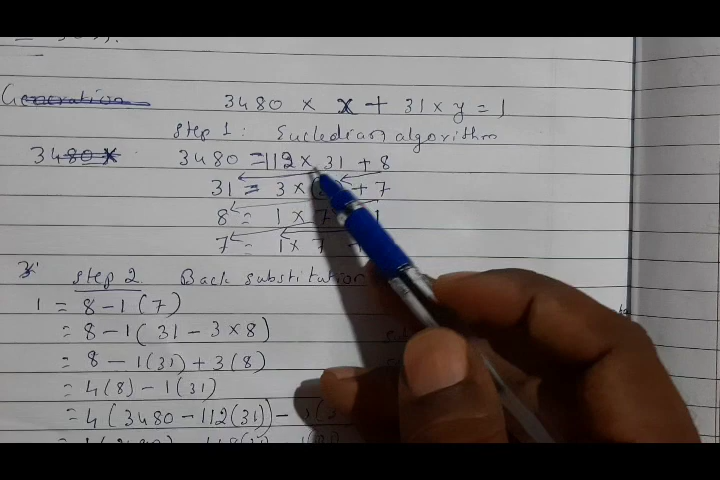 Generation 3480 × x + 31 × y = 1
Step 1: Eucledian algorithm
3480 x 3480 = 112 × 31 + 8
31 = 3 × + 7
8 = 1 × 7 1
7 = 1 × 7 +
Step 2 Back substitution
1 = 8 - 1 (7)
= 8 - 1 ( 31 - 3 × 8)
= 8 - 1(31) + 3(8)
= 4(8) - 1(31)
= 4( 3480 - 112(31)) -